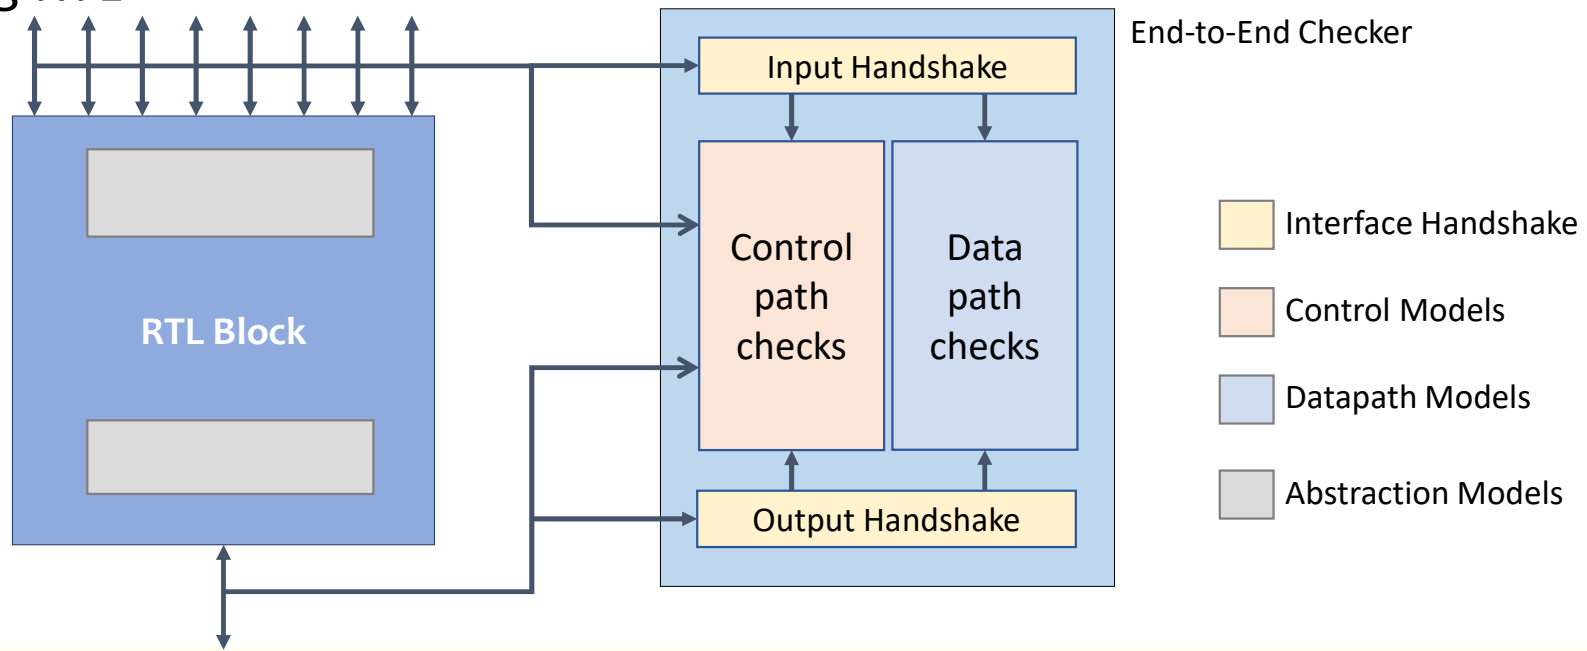 End-to-End Checker
Input Handshake
Control
path
checks
Data
path
checks
RTL Block
Output Handshake
Interface Handshake
Control Models
Datapath Models
Abstraction Models